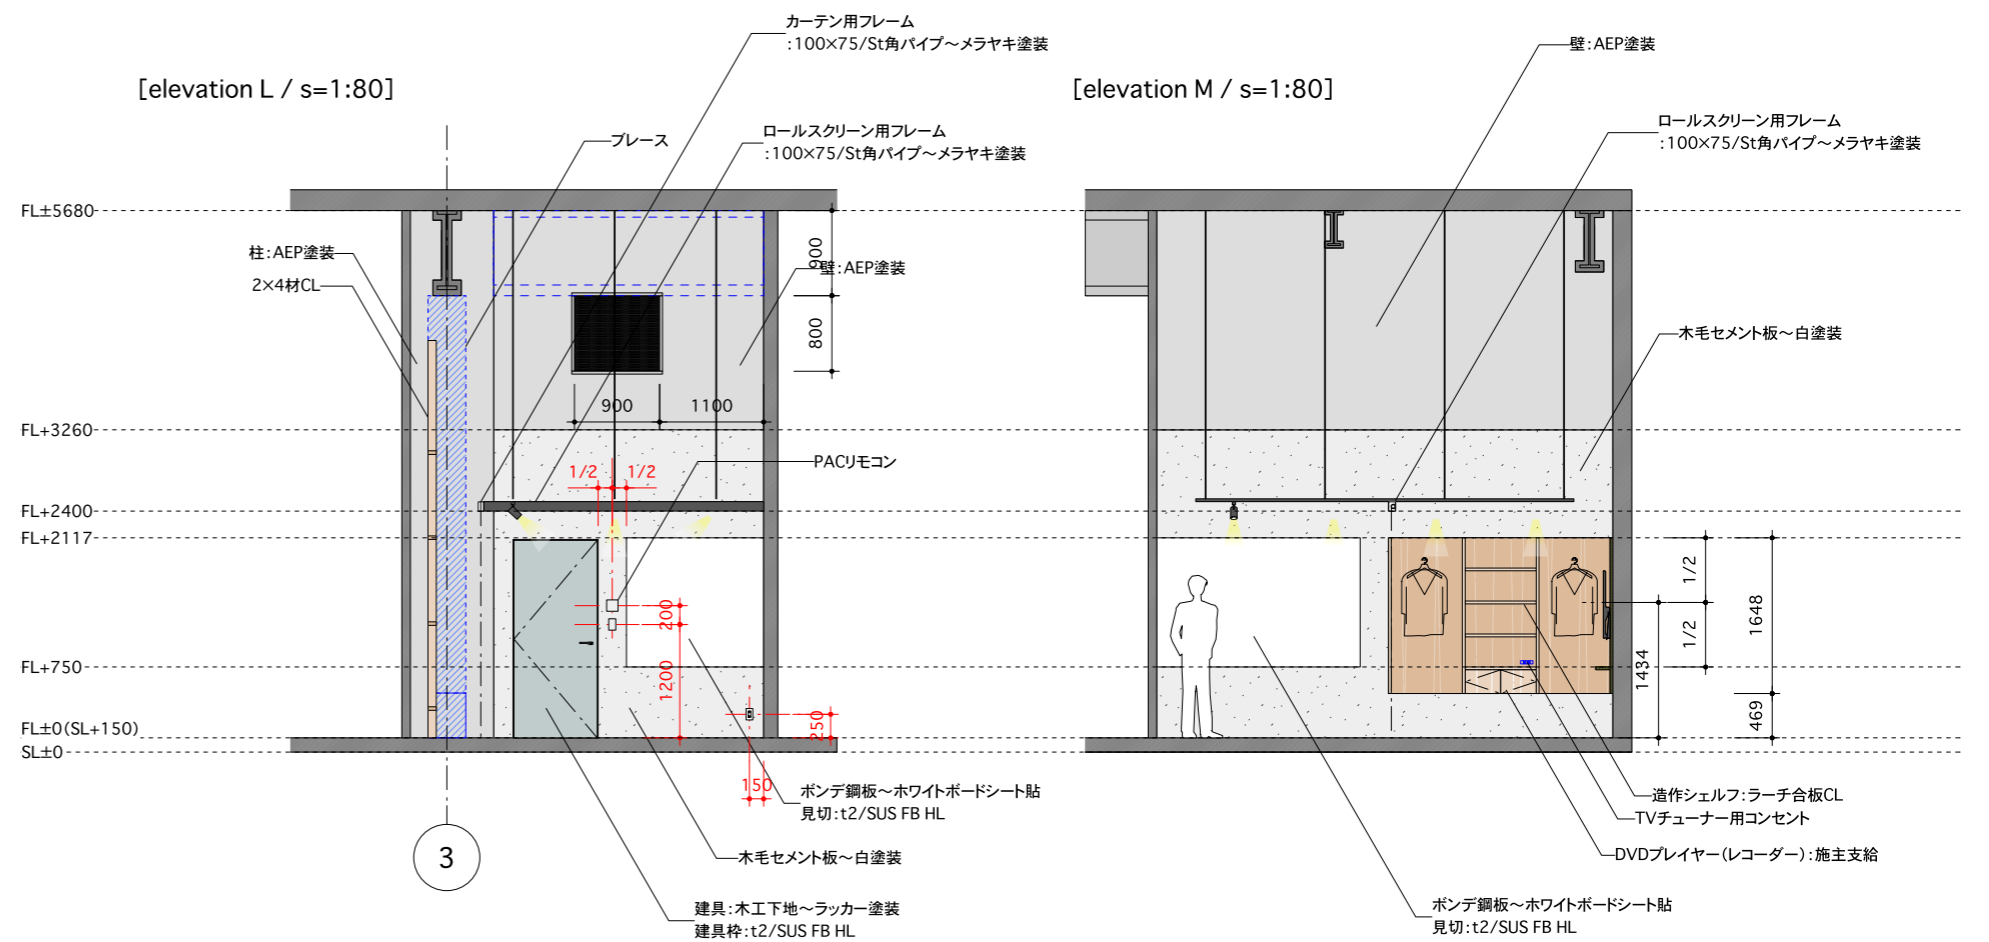 カーテン用フレーム
:100×75/St角パイプ～メラヤキ塗装
壁:AEP塗装
[elevation L / s=1:80]
[elevation M / s=1:80]
ブレース
ロールスクリーン用フレーム
:100×75/St角パイプ～メラヤキ塗装
ロールスクリーン用フレーム
:100×75/St角パイプ～メラヤキ塗装
FL±5680
柱:AEP塗装
2×4材CL
900
壁:AEP塗装
800
木毛セメント板～白塗装
900
1100
FL+3260
1/2
1/2
PACリモコン
FL+2400
FL+2117
200
1200
1/2
1/2
1648
1434
FL+750
469
FL±0(SL+150)
SL±0
250
150
ボンデ鋼板～ホワイトボードシート貼
見切:t2/SUS FB HL
造作シェルフ:ラーチ合板CL
TVチューナー用コンセント
DVDプレイヤー(レコーダー):施主支給
3
木毛セメント板～白塗装
建具:木工下地～ラッカー塗装
建具枠:t2/SUS FB HL
ボンデ鋼板～ホワイトボードシート貼
見切:t2/SUS FB HL